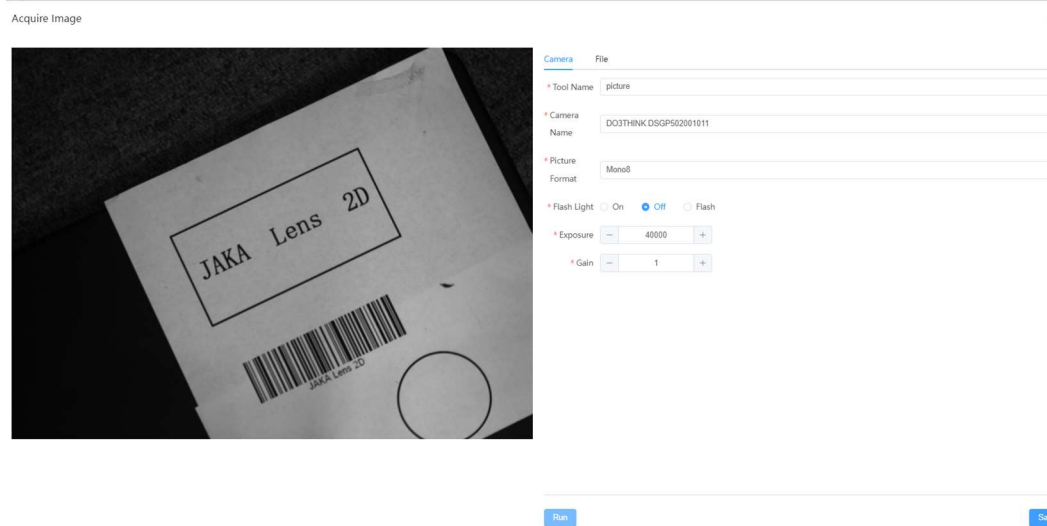 Acquire Image
Camera File
* Tool Name picture
* Camera Name DO3THINK DSGP502001011
* Picture Format Mono8
* Flash Light On Off Flash
* Exposure − 40000 +
* Gain − 1 +
JAKA Lens 2D
JAKA Lens 2D
Run